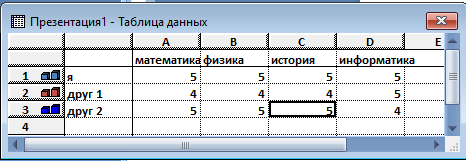 Презентация1 - Таблица данных
A B C D E
математика физика история информатика
1 я 5 5 5 5
2 друг 1 4 4 4 5
3 друг 2 5 5 5 4
4